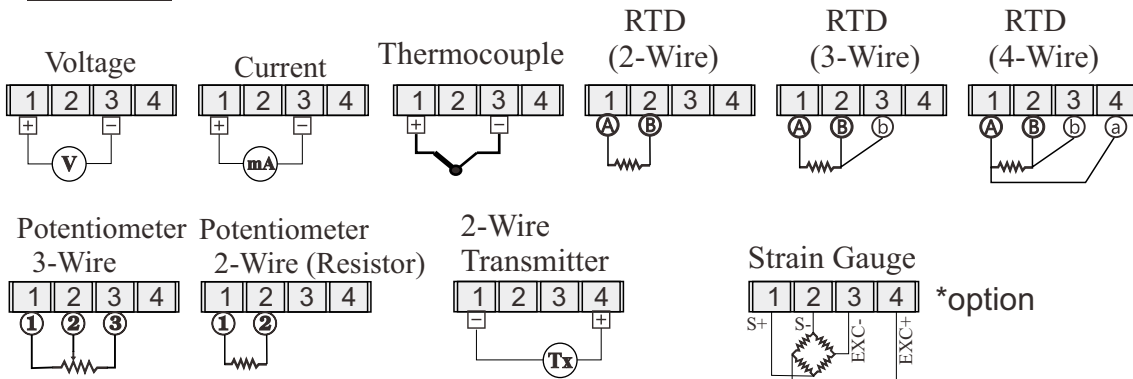 Voltage
1 2 3 4
+ −
V
Current
1 2 3 4
+ −
mA
Thermocouple
1 2 3 4
+ −
RTD
(2-Wire)
1 2 3 4
A B
RTD
(3-Wire)
1 2 3 4
A B b
RTD
(4-Wire)
1 2 3 4
A B b a
Potentiometer
3-Wire
1 2 3 4
1 2 3
Potentiometer
2-Wire (Resistor)
1 2 3 4
1 2
2-Wire
Transmitter
1 2 3 4
− +
Tx
Strain Gauge
1 2 3 4
S+ S- EXC- EXC+
*option